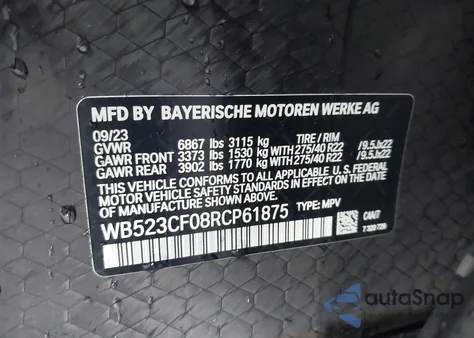 MFD BY BAYERISCHE MOTOREN WERKE AG
09/23
GVWR 6867 lbs 3115 kg TIRE / RIM
GAWR FRONT 3373 lbs 1530 kg WITH 275/40 R22 /9.5Jx22
GAWR REAR 3902 lbs 1770 kg WITH 275/40 R22 /9.5Jx22
THIS VEHICLE CONFORMS TO ALL APPLICABLE U.S. FEDERAL
MOTOR VEHICLE SAFETY STANDARDS IN EFFECT ON THE DATE
OF MANUFACTURE SHOWN ABOVE.
WB523CF08RCP61875 TYPE: MPV
autoSnap